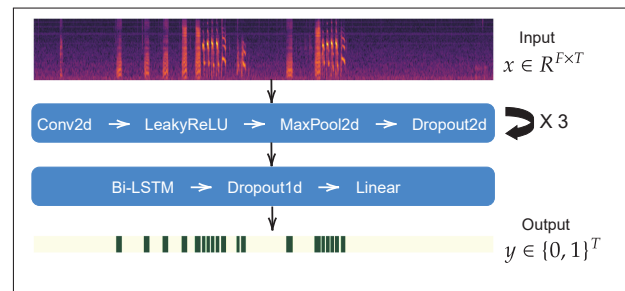 Input
x ∈ R^{F×T}
Conv2d → LeakyReLU → MaxPool2d → Dropout2d
X 3
Bi-LSTM → Dropout1d → Linear
Output
y ∈ {0, 1}^T